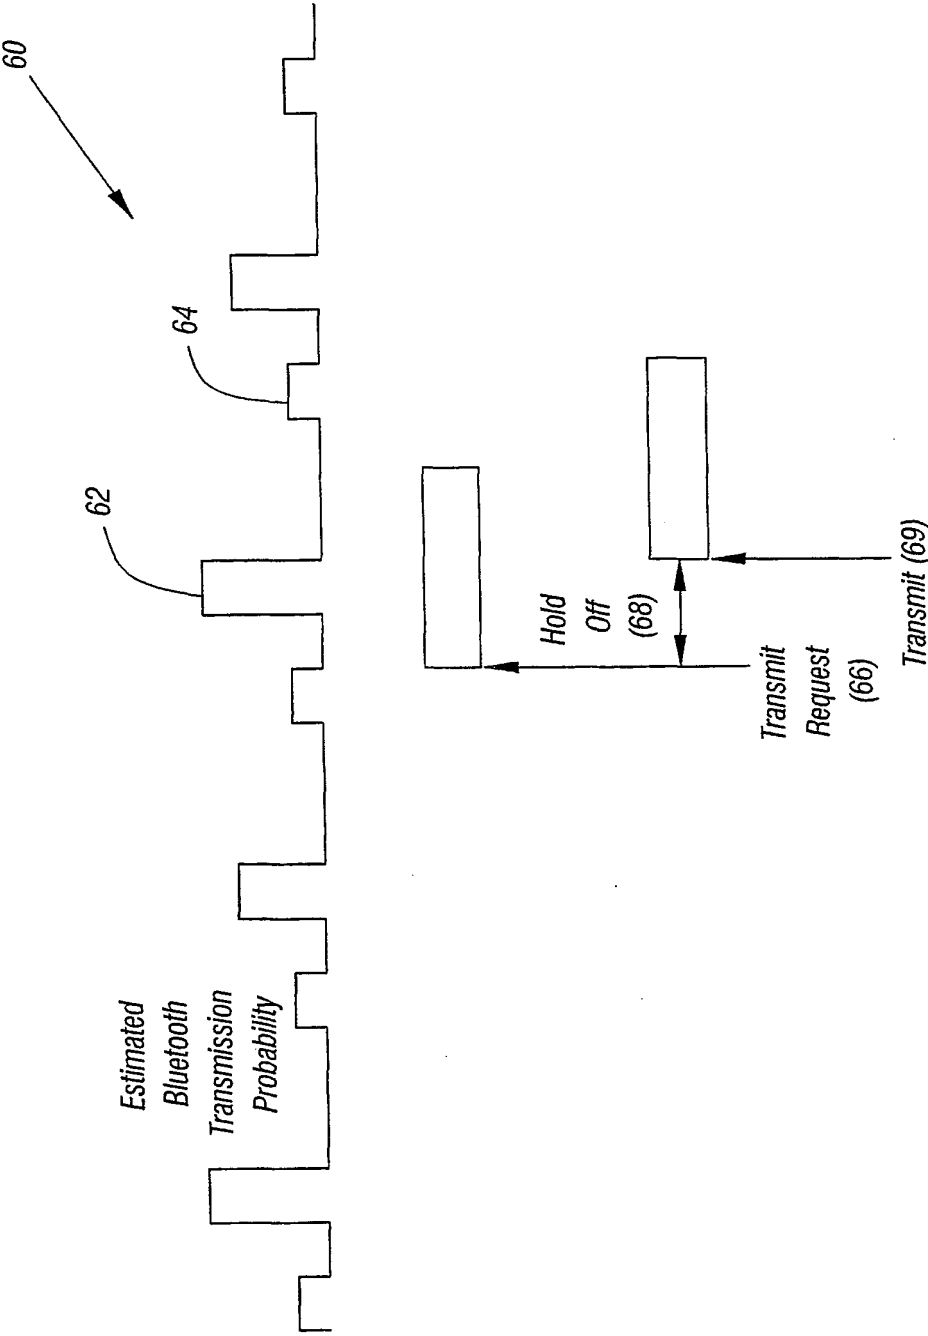 60
62
64
Estimated
Bluetooth
Transmission
Probability
Hold
Off
(68)
Transmit
Request
(66)
Transmit (69)